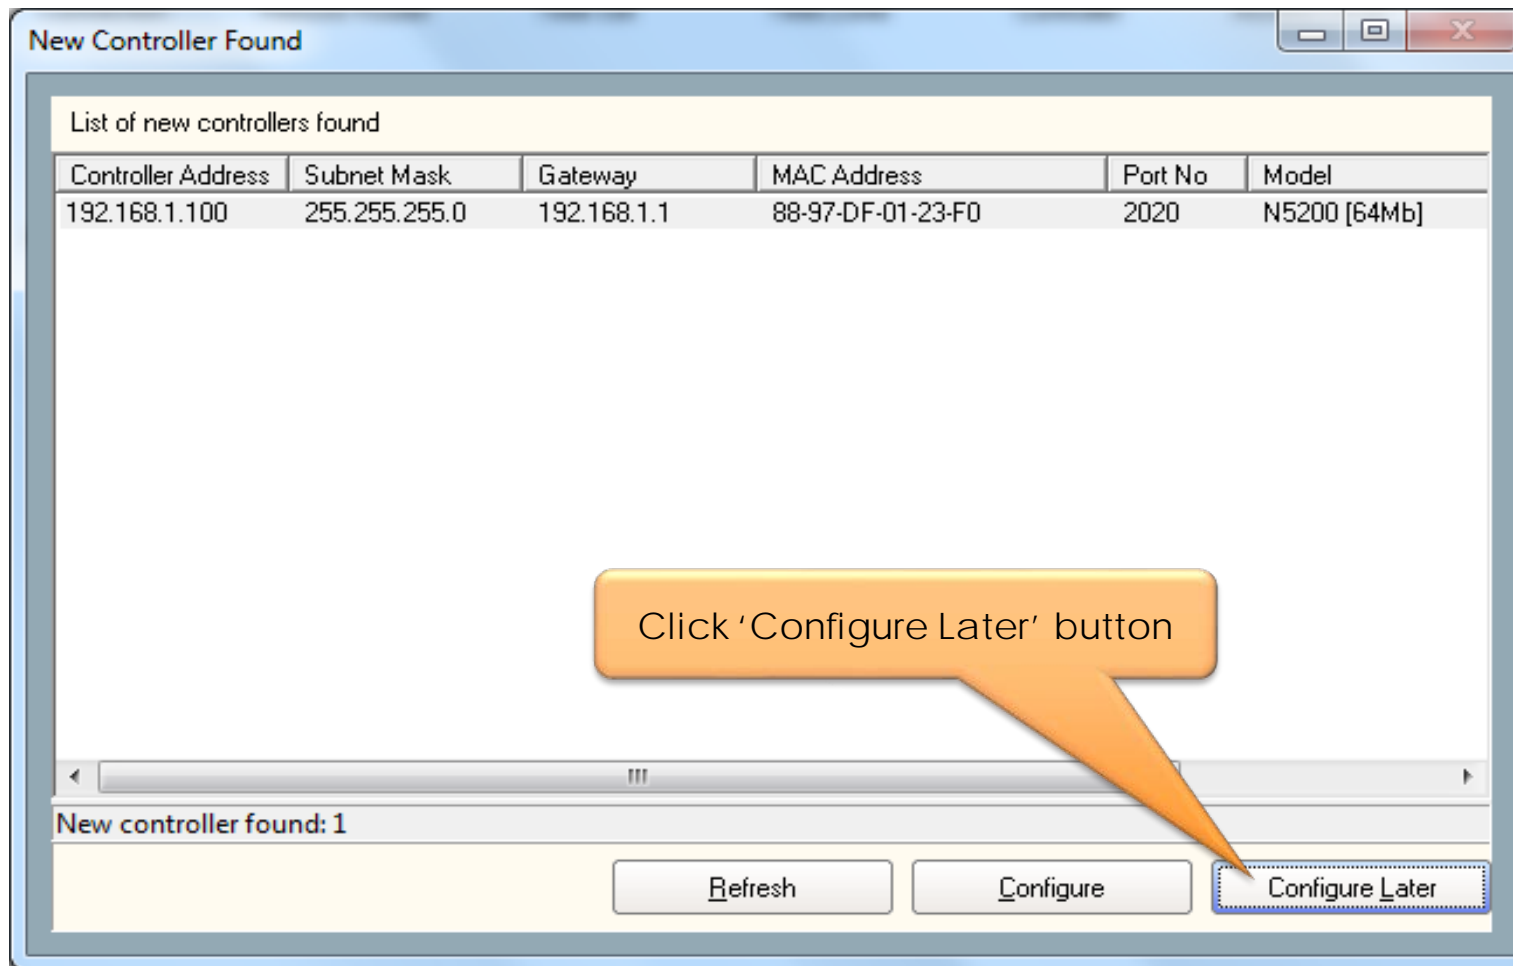 New Controller Found
List of new controllers found
Controller Address Subnet Mask Gateway MAC Address Port No Model
192.168.1.100 255.255.255.0 192.168.1.1 88-97-DF-01-23-F0 2020 N5200 [64Mb]
Click ‘Configure Later’ button
New controller found: 1
Refresh Configure Configure Later